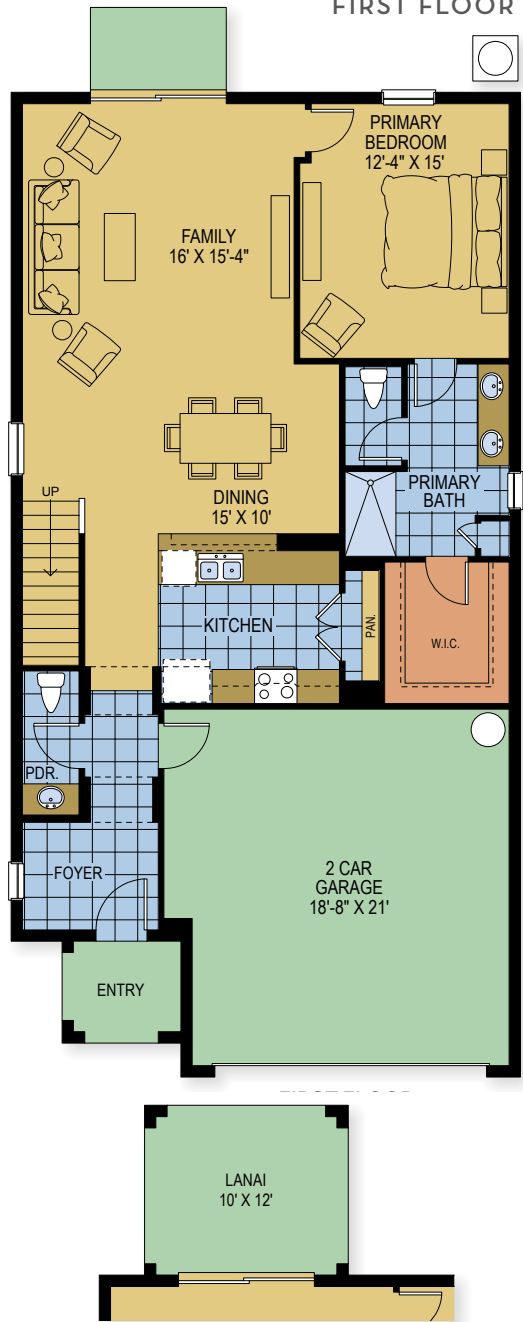 FIRST FLOOR
PRIMARY
BEDROOM
12'-4" X 15'
FAMILY
16' X 15'-4"
UP
DINING
15' X 10'
PRIMARY
BATH
KITCHEN
PAN.
W.I.C.
PDR.
FOYER
2 CAR
GARAGE
18'-8" X 21'
ENTRY
LANAI
10' X 12'